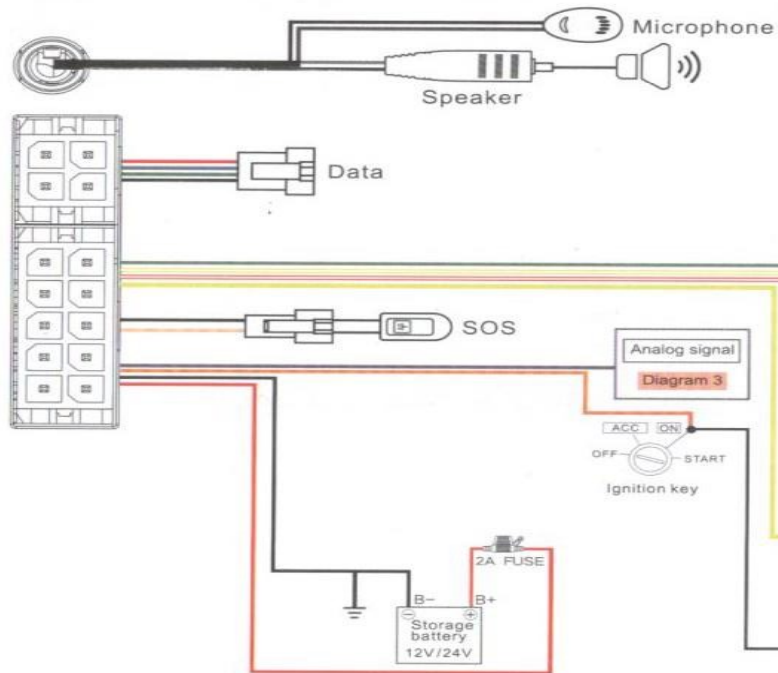 Microphone
Speaker
Data
SOS
Analog signal
Diagram 3
ACC ON
OFF START
Ignition key
2A FUSE
B− B+
Storage
battery
12V/24V